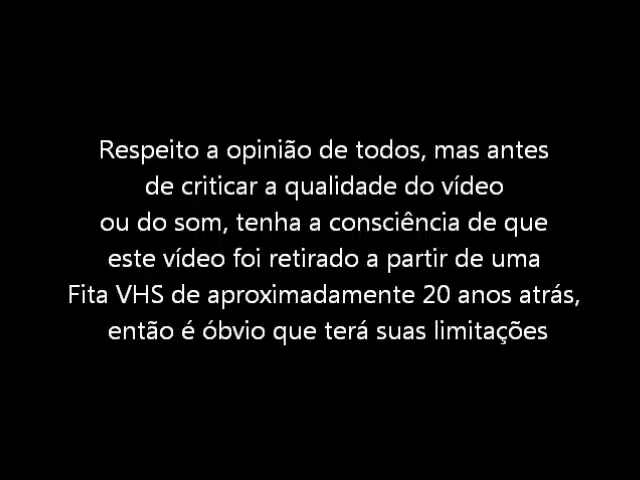 Respeito a opinião de todos, mas antes
de criticar a qualidade do vídeo
ou do som, tenha a consciência de que
este vídeo foi retirado a partir de uma
Fita VHS de aproximadamente 20 anos atrás,
então é óbvio que terá suas limitações